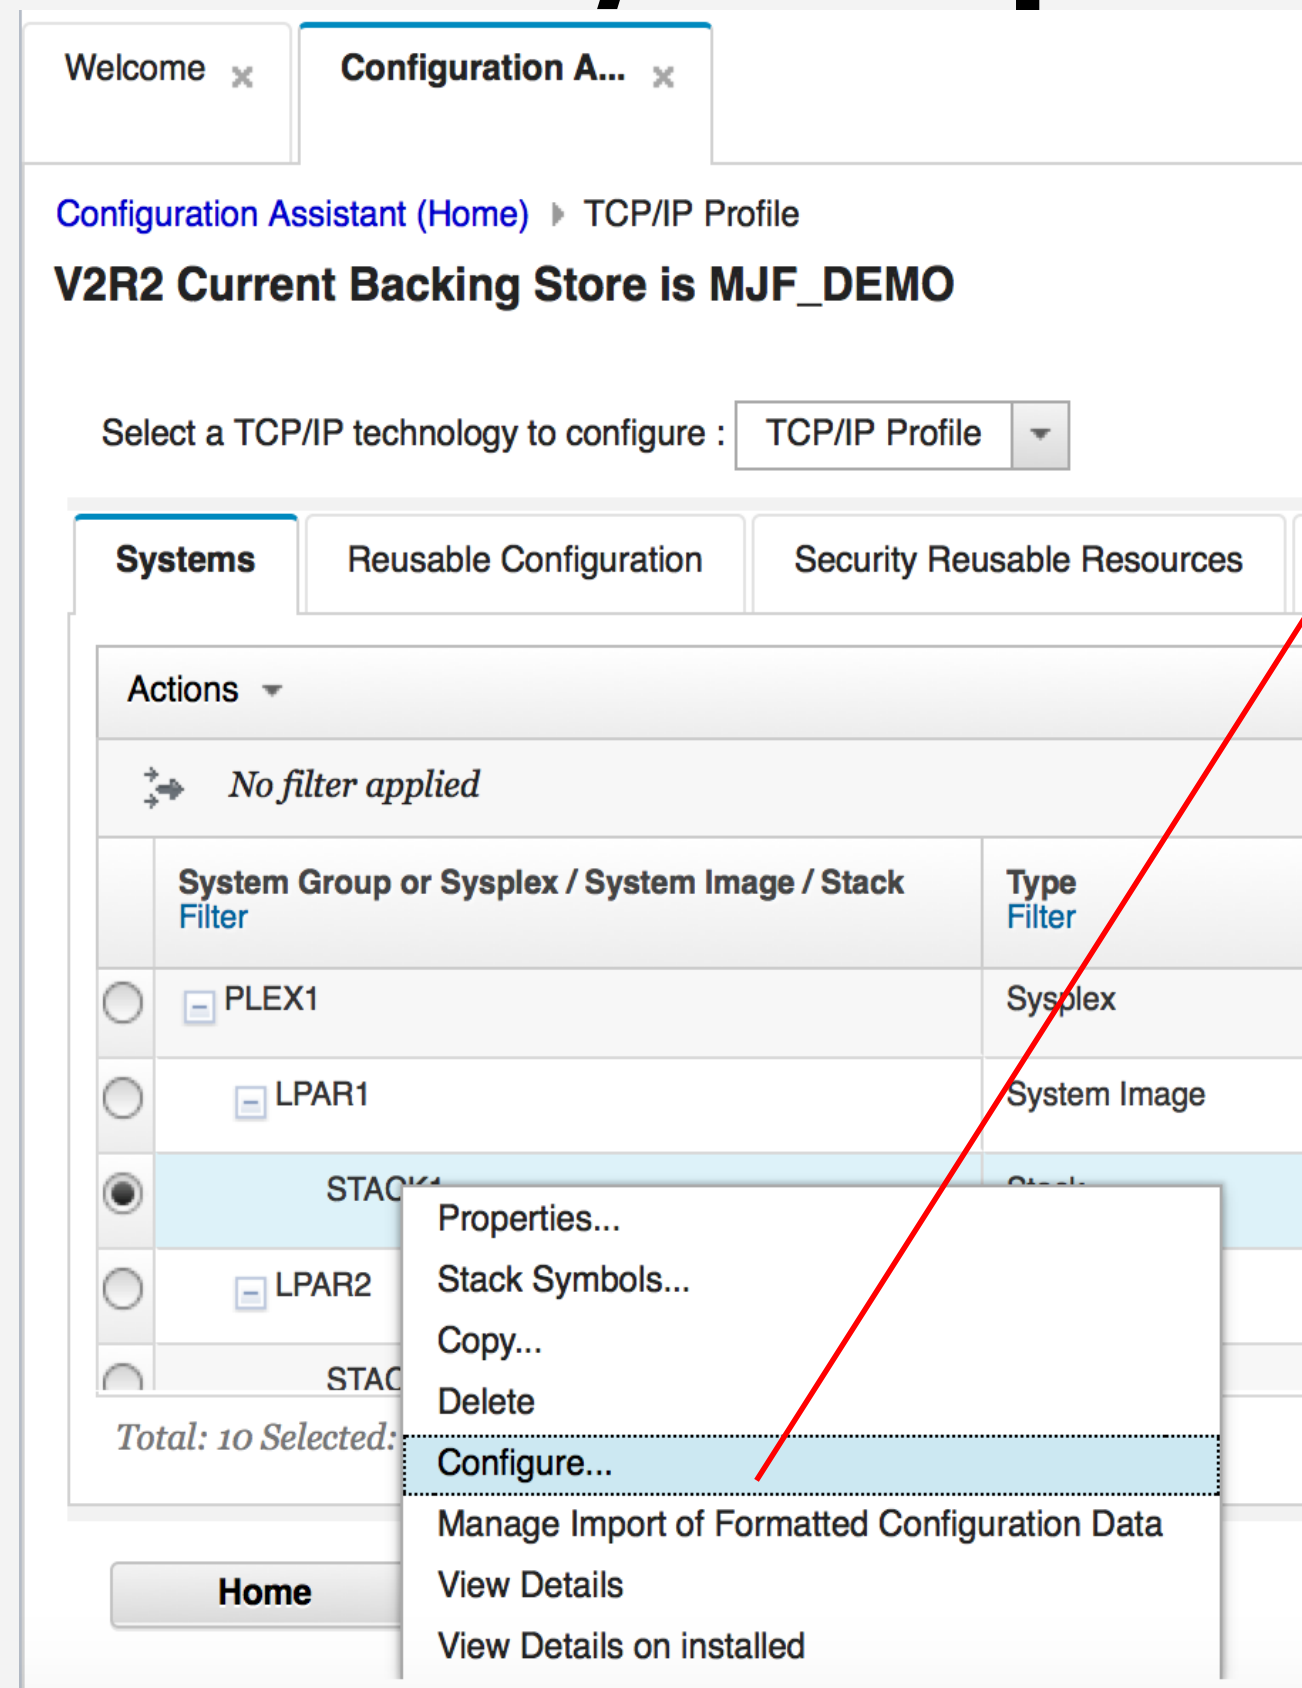 Welcome x Configuration A... x
Configuration Assistant (Home) TCP/IP Profile
V2R2 Current Backing Store is MJF_DEMO
Select a TCP/IP technology to configure : TCP/IP Profile
Systems Reusable Configuration Security Reusable Resources
Actions
No filter applied
System Group or Sysplex / System Image / Stack Type
Filter Filter
PLEX1 Sysplex
LPAR1 System Image
STACK1 Stack
Properties...
Stack Symbols...
LPAR2
Copy...
STAC
Delete
Total: 10 Selected:
Configure...
Manage Import of Formatted Configuration Data
View Details
Home
View Details on installed